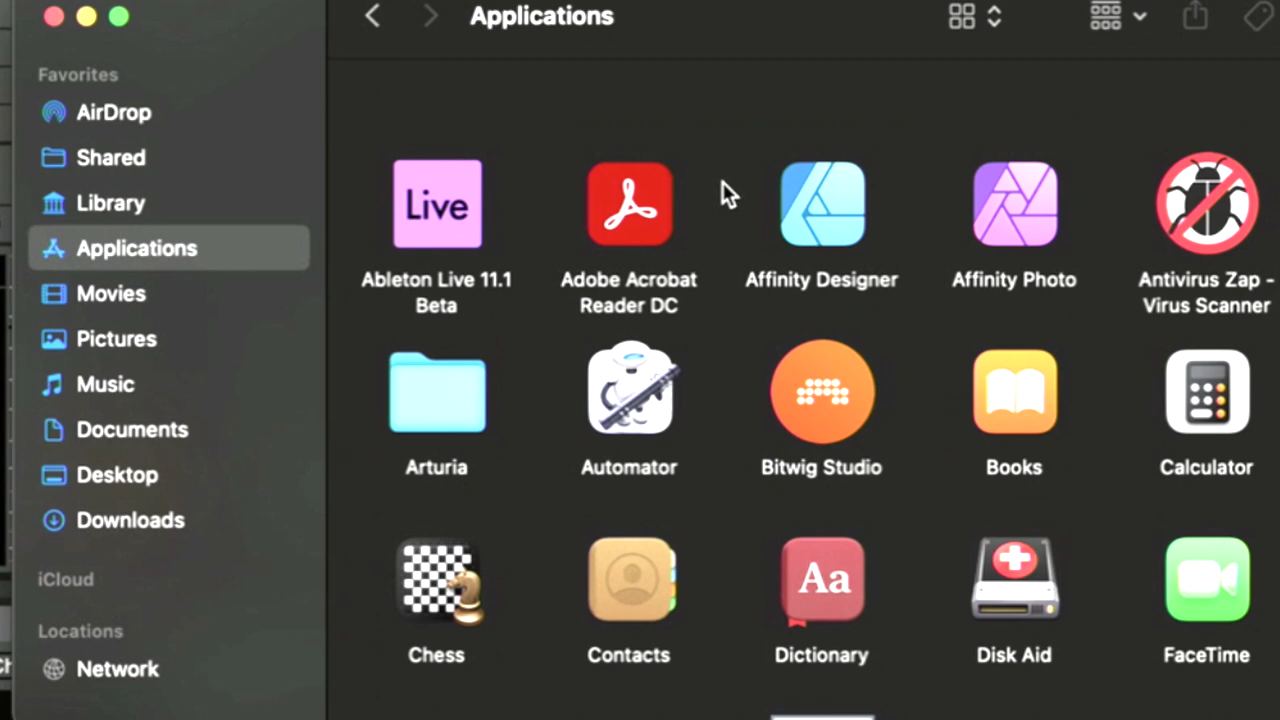 Applications
Favorites
AirDrop
Shared
Library
Applications
Movies
Pictures
Music
Documents
Desktop
Downloads
iCloud
Locations
Network
Live
Ableton Live 11.1
Beta
Adobe Acrobat
Reader DC
Affinity Designer
Affinity Photo
Antivirus Zap -
Virus Scanner
Arturia
Automator
Bitwig Studio
Books
Calculator
Chess
Contacts
Aa
Dictionary
Disk Aid
FaceTime